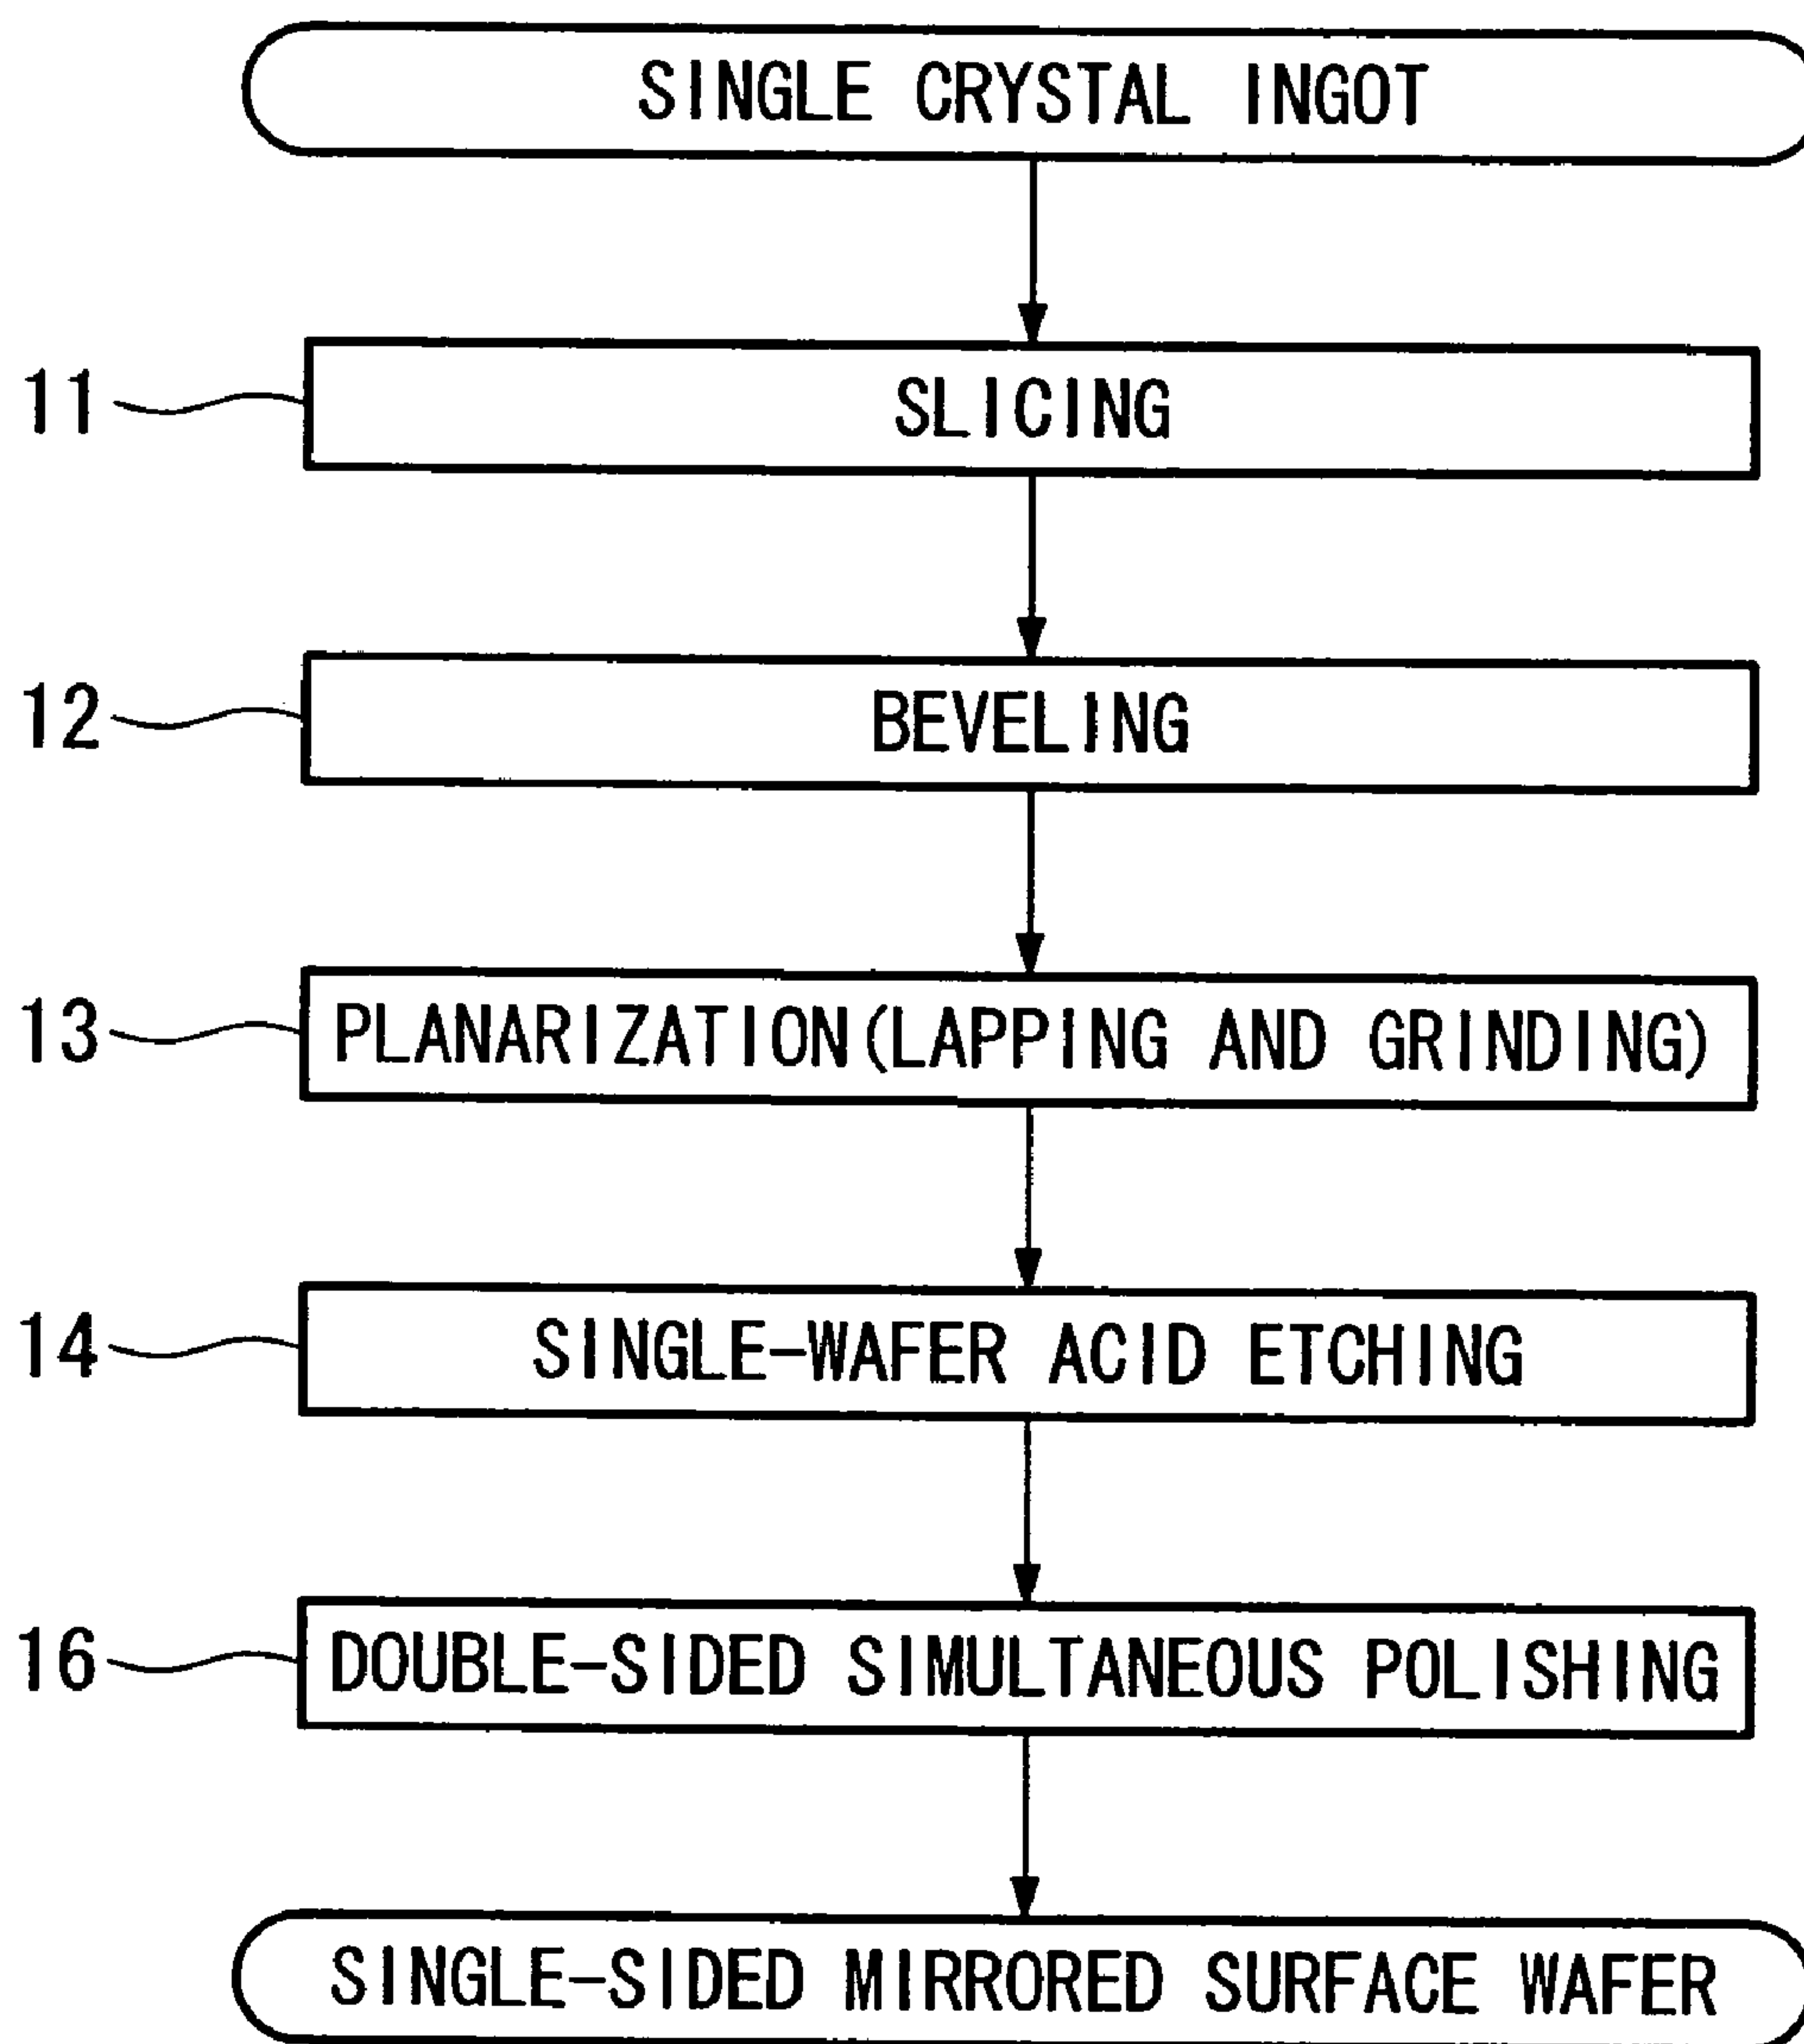 SINGLE CRYSTAL INGOT
11 SLICING
12 BEVELING
13 PLANARIZATION(LAPPING AND GRINDING)
14 SINGLE-WAFER ACID ETCHING
16 DOUBLE-SIDED SIMULTANEOUS POLISHING
SINGLE-SIDED MIRRORED SURFACE WAFER